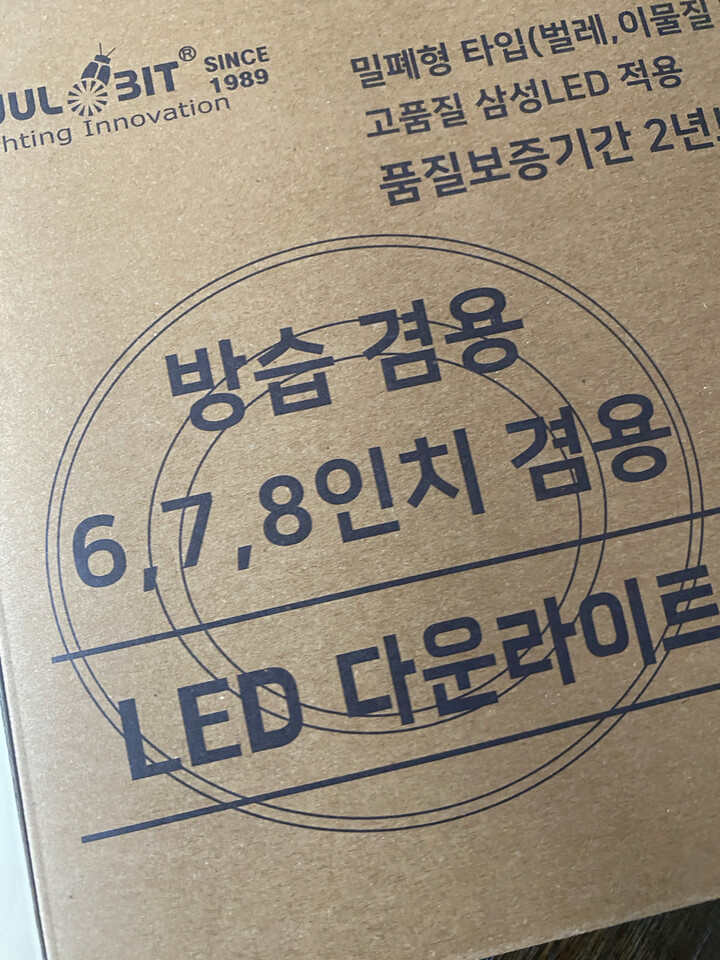 JUL BIT® SINCE 1989
hting Innovation
밀폐형 타입(벌레,이물질
고품질 삼성LED 적용
품질보증기간 2년
방습 겸용
6,7,8인치 겸용
LED 다운라이트